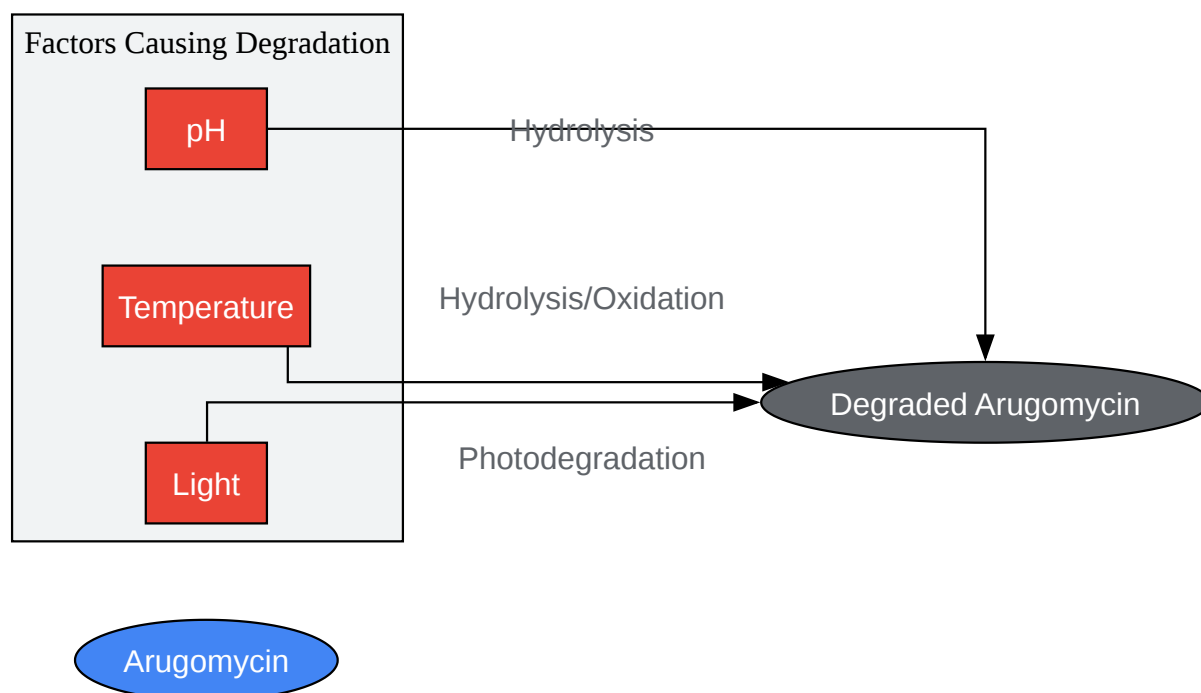 Factors Causing Degradation
pH
Hydrolysis
Temperature
Hydrolysis/Oxidation
Degraded Arugomycin
Photodegradation
Light
Arugomycin